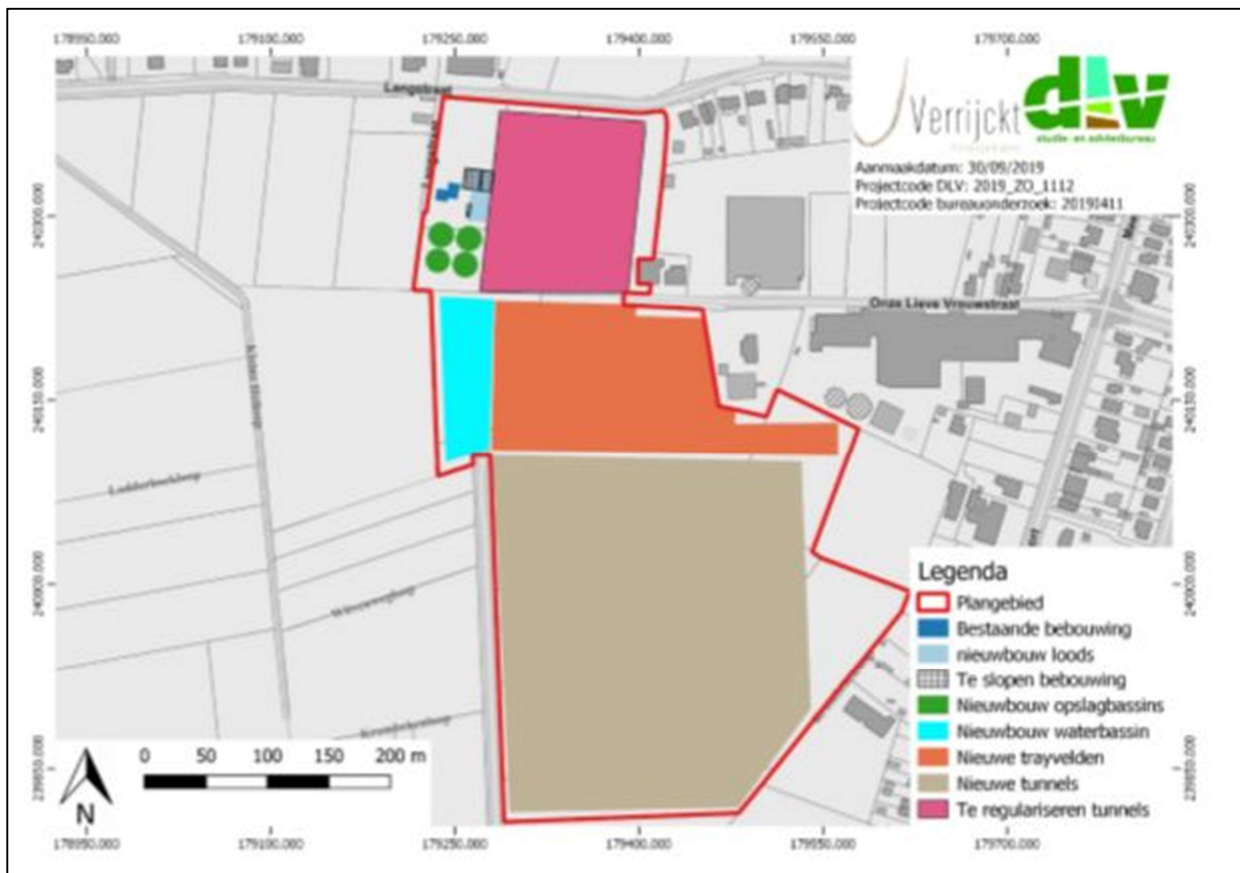 178950.000 179100.000 179250.000 179400.000 179550.000 179700.000
Langstraat
Langstraat
Verrijckt
dlv
studie- en adviesbureau
Aanmaakdatum: 30/09/2019
Projectcode DLV: 2019_ZO_1112
Projectcode bureauonderzoek: 2019I411
240300.000
240300.000
Onze Lieve Vrouwstraat
240150.000
240150.000
240000.000
240000.000
Legenda
Plangebied
Bestaande bebouwing
nieuwbouw loods
Te slopen bebouwing
Nieuwbouw opslagbassins
Nieuwbouw waterbassin
Nieuwe trayvelden
Nieuwe tunnels
Te regulariseren tunnels
239850.000
239850.000
0 50 100 150 200 m
N
178950.000 179100.000 179250.000 179400.000 179550.000 179700.000